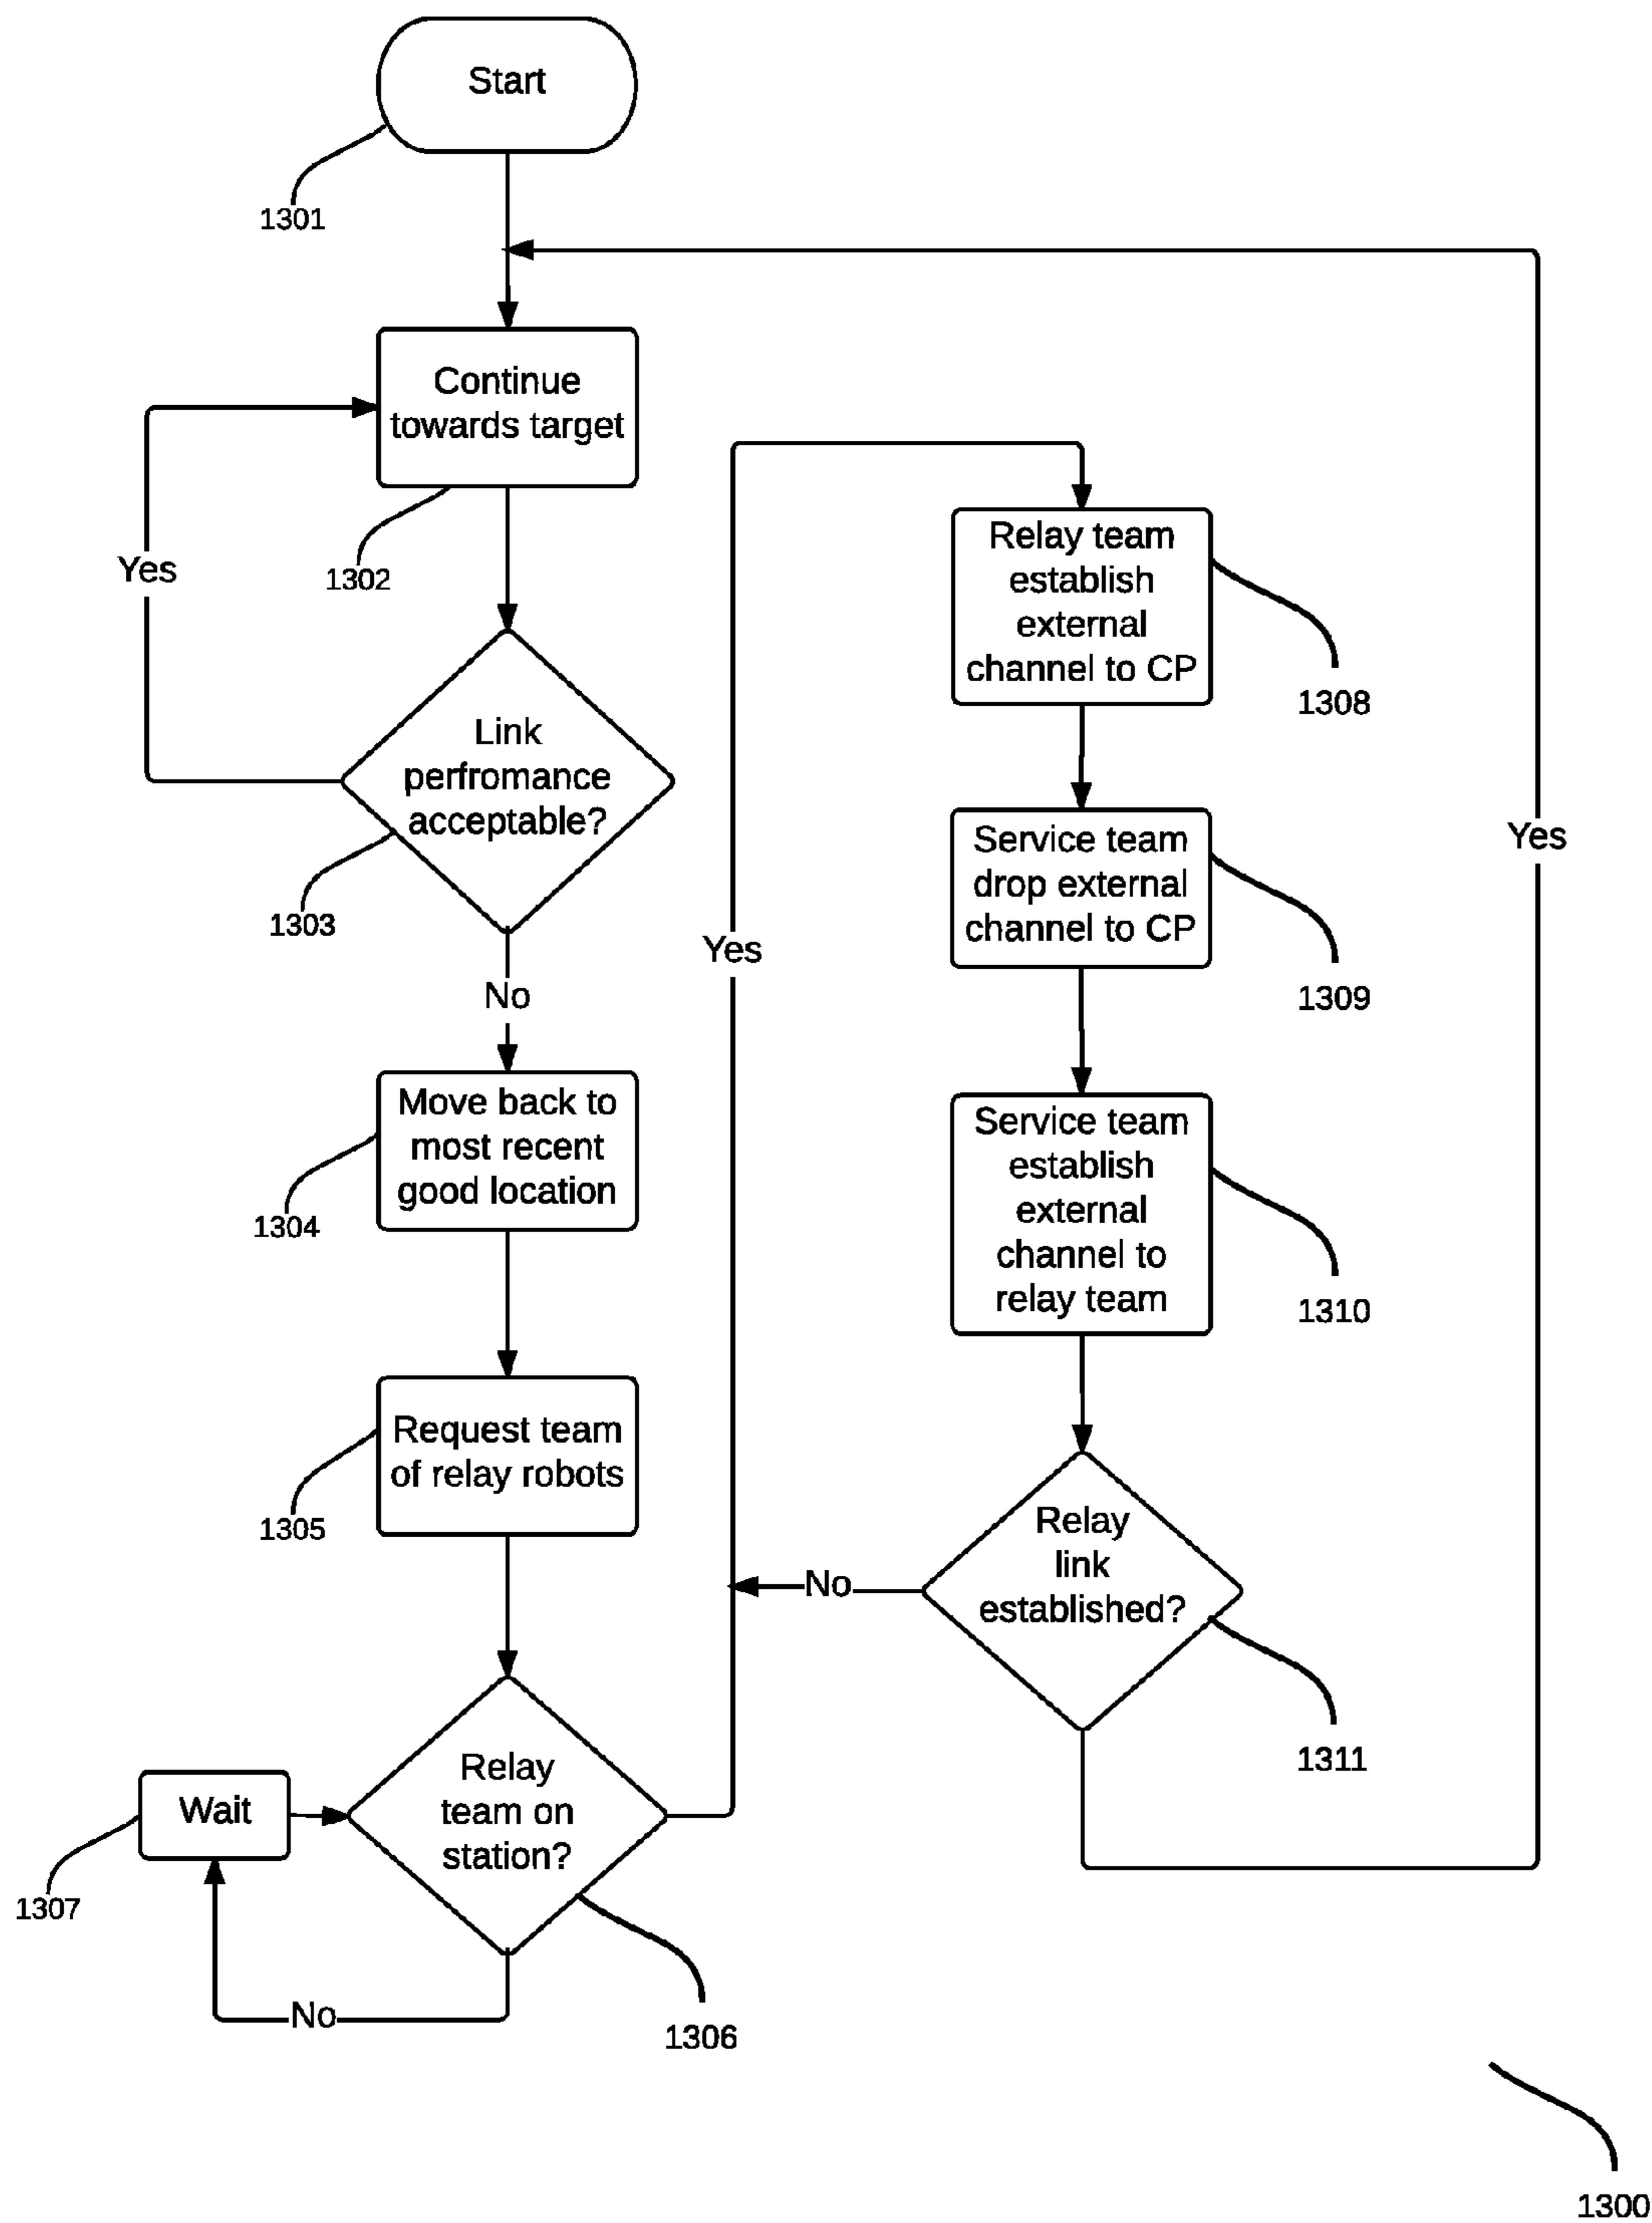 Start
1301
Continue
towards target
1302
Yes
Link
perfromance
acceptable?
1303
No
Move back to
most recent
good location
1304
Request team
of relay robots
1305
Relay
team on
station?
1306
Wait
1307
No
Yes
Relay team
establish
external
channel to CP
1308
Service team
drop external
channel to CP
1309
Service team
establish
external
channel to
relay team
1310
Relay
link
established?
1311
No
Yes
1300